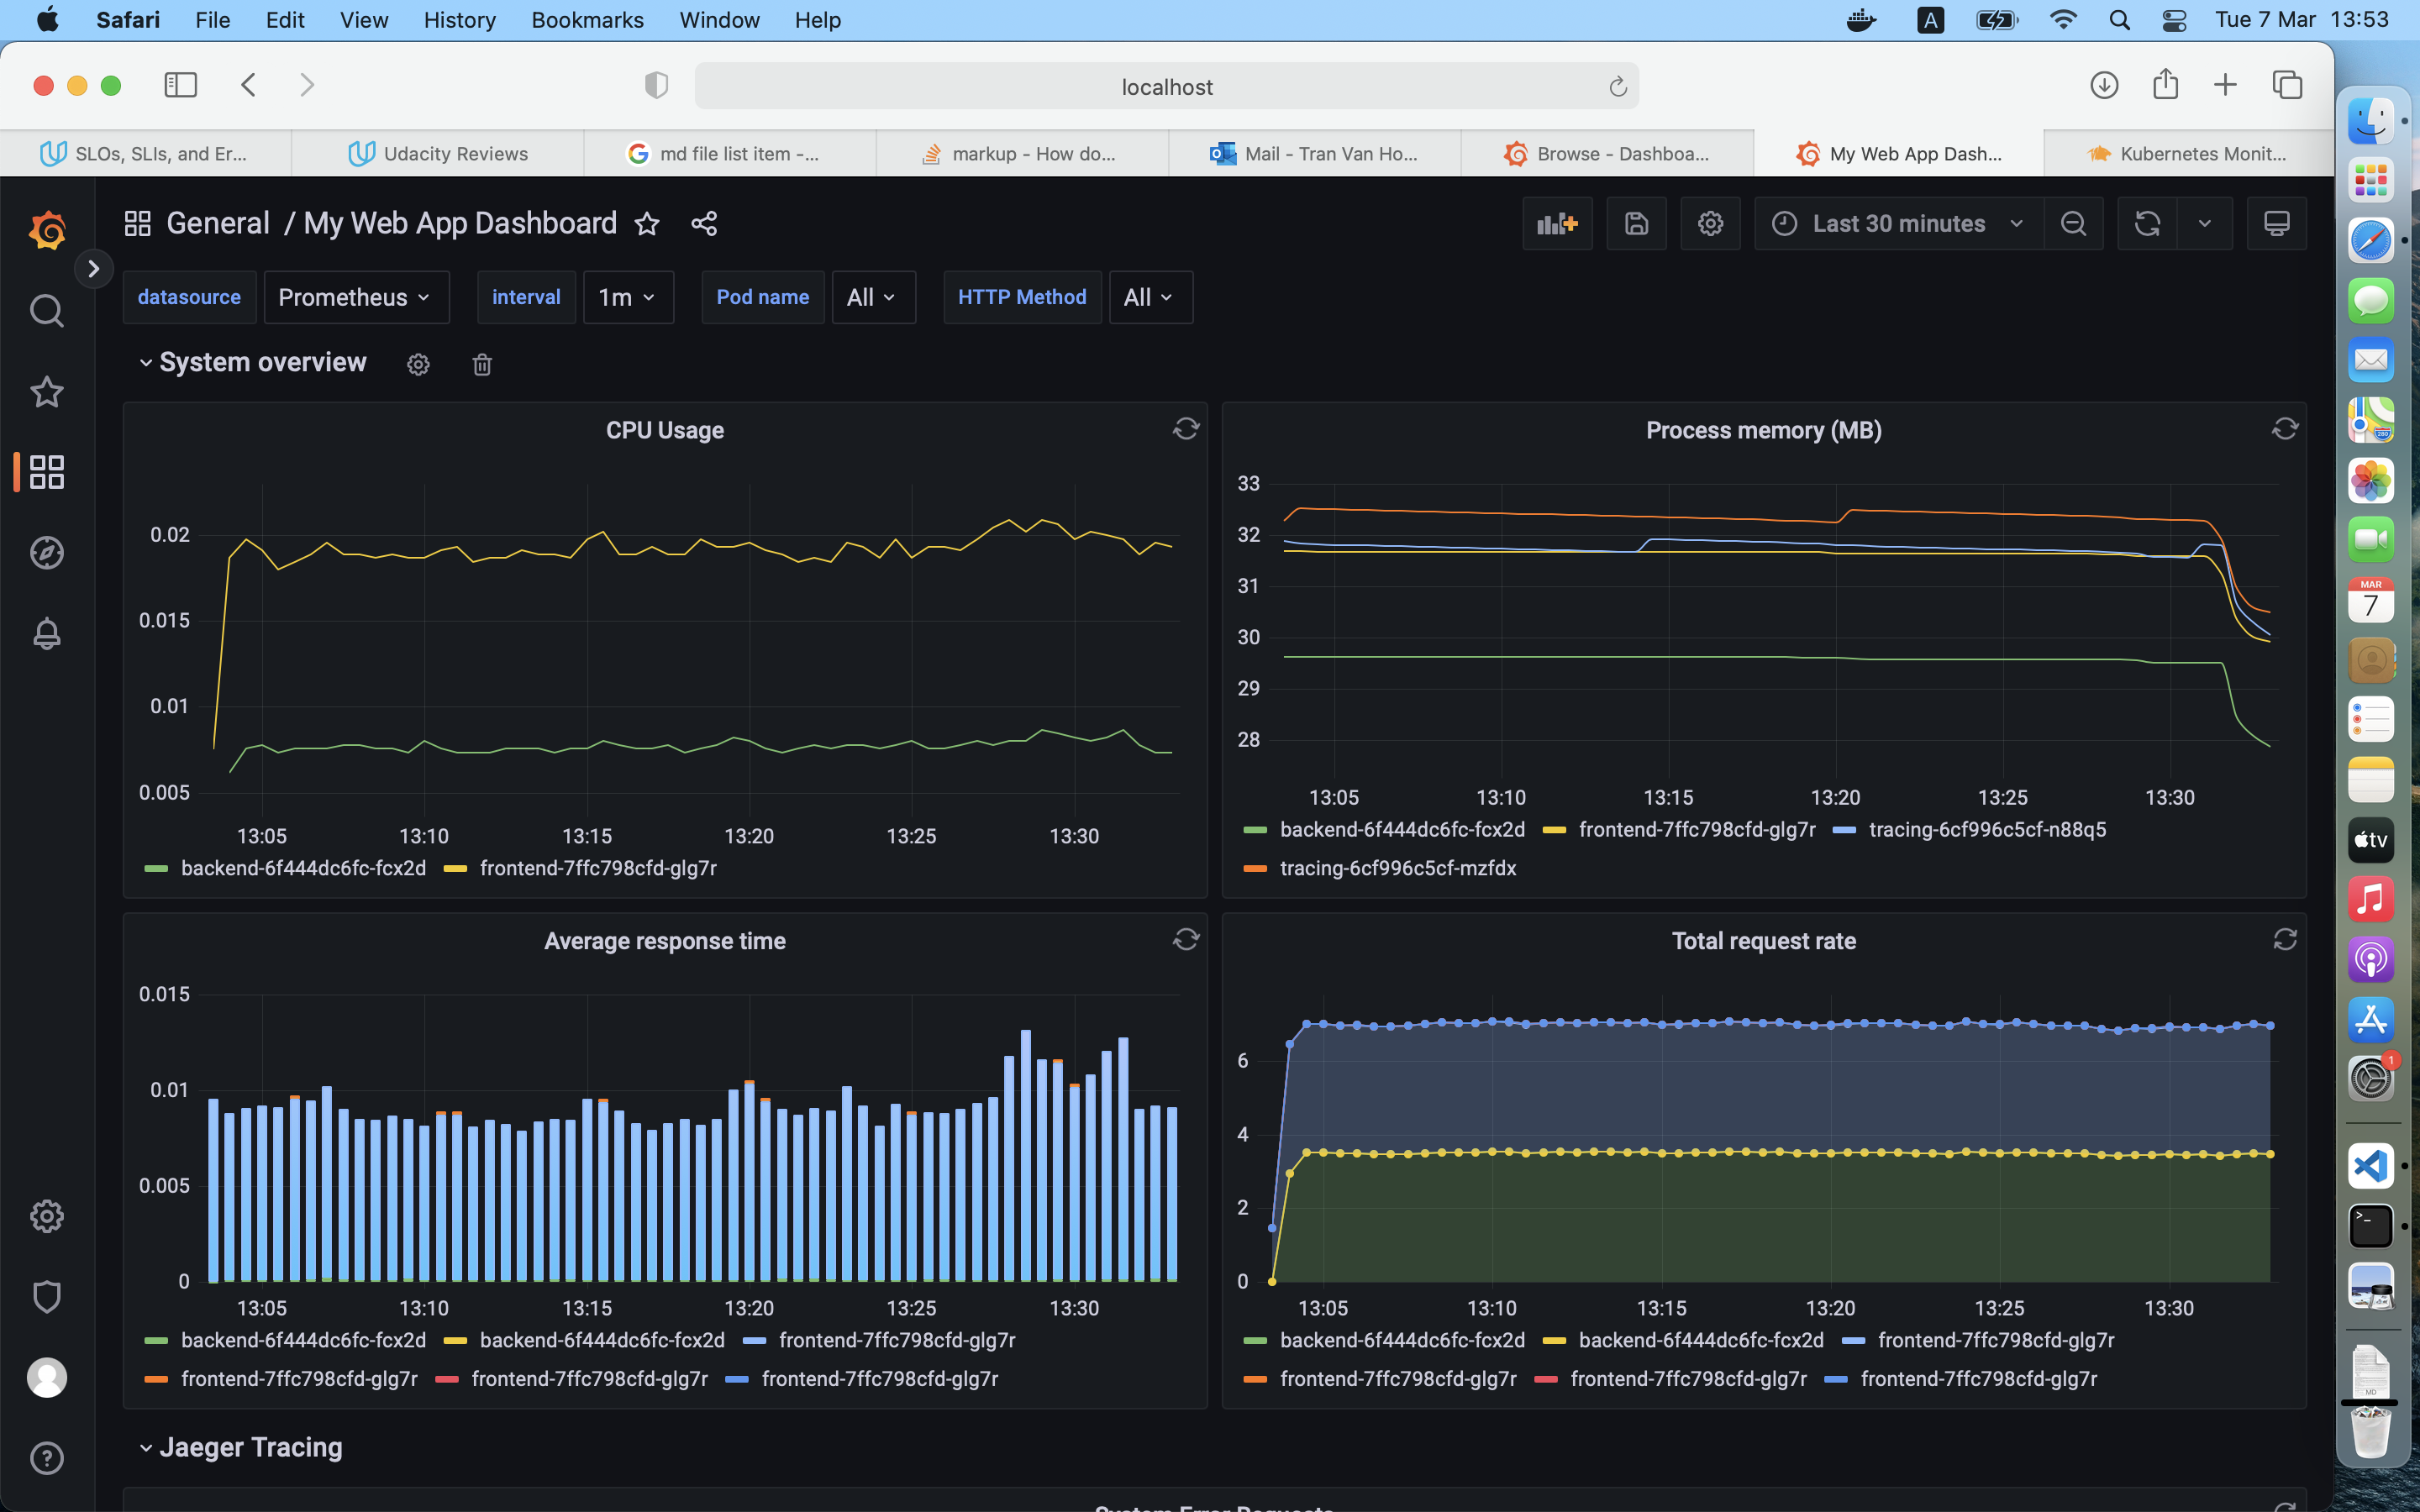 Safari File Edit View History Bookmarks Window Help A Tue 7 Mar 13:53
localhost
SLOs, SLIs, and Er... Udacity Reviews md file list item -... markup - How do... Mail - Tran Van Ho... Browse - Dashboa... My Web App Dash... Kubernetes Monit...
General / My Web App Dashboard Last 30 minutes
datasource Prometheus interval 1m Pod name All HTTP Method All
System overview
CPU Usage
0.02
0.015
0.01
0.005
13:05 13:10 13:15 13:20 13:25 13:30
backend-6f444dc6fc-fcx2d frontend-7ffc798cfd-glg7r
Process memory (MB)
33
32
31
30
29
28
13:05 13:10 13:15 13:20 13:25 13:30
backend-6f444dc6fc-fcx2d frontend-7ffc798cfd-glg7r tracing-6cf996c5cf-n88q5
tracing-6cf996c5cf-mzfdx
Average response time
0.015
0.01
0.005
0
13:05 13:10 13:15 13:20 13:25 13:30
backend-6f444dc6fc-fcx2d backend-6f444dc6fc-fcx2d frontend-7ffc798cfd-glg7r
frontend-7ffc798cfd-glg7r frontend-7ffc798cfd-glg7r frontend-7ffc798cfd-glg7r
Total request rate
6
4
2
0
13:05 13:10 13:15 13:20 13:25 13:30
backend-6f444dc6fc-fcx2d backend-6f444dc6fc-fcx2d frontend-7ffc798cfd-glg7r
frontend-7ffc798cfd-glg7r frontend-7ffc798cfd-glg7r frontend-7ffc798cfd-glg7r
Jaeger Tracing
System Error Requests
MAR
7
tv
1
MD